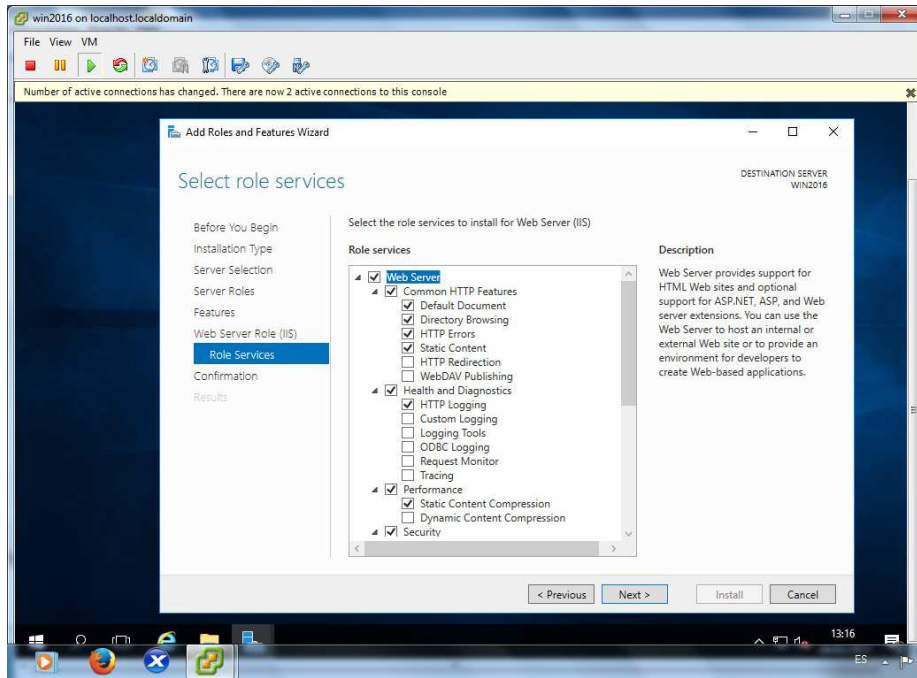 win2016 on localhost.localdomain
File View VM
Number of active connections has changed. There are now 2 active connections to this console
Add Roles and Features Wizard
Select role services
DESTINATION SERVER
WIN2016
Before You Begin
Installation Type
Server Selection
Server Roles
Features
Web Server Role (IIS)
Role Services
Confirmation
Results
Select the role services to install for Web Server (IIS)
Role services
Web Server
Common HTTP Features
Default Document
Directory Browsing
HTTP Errors
Static Content
HTTP Redirection
WebDAV Publishing
Health and Diagnostics
HTTP Logging
Custom Logging
Logging Tools
ODBC Logging
Request Monitor
Tracing
Performance
Static Content Compression
Dynamic Content Compression
Security
Description
Web Server provides support for
HTML Web sites and optional
support for ASP.NET, ASP, and Web
server extensions. You can use the
Web Server to host an internal or
external Web site or to provide an
environment for developers to
create Web-based applications.
< Previous
Next >
Install
Cancel
13:16
ES